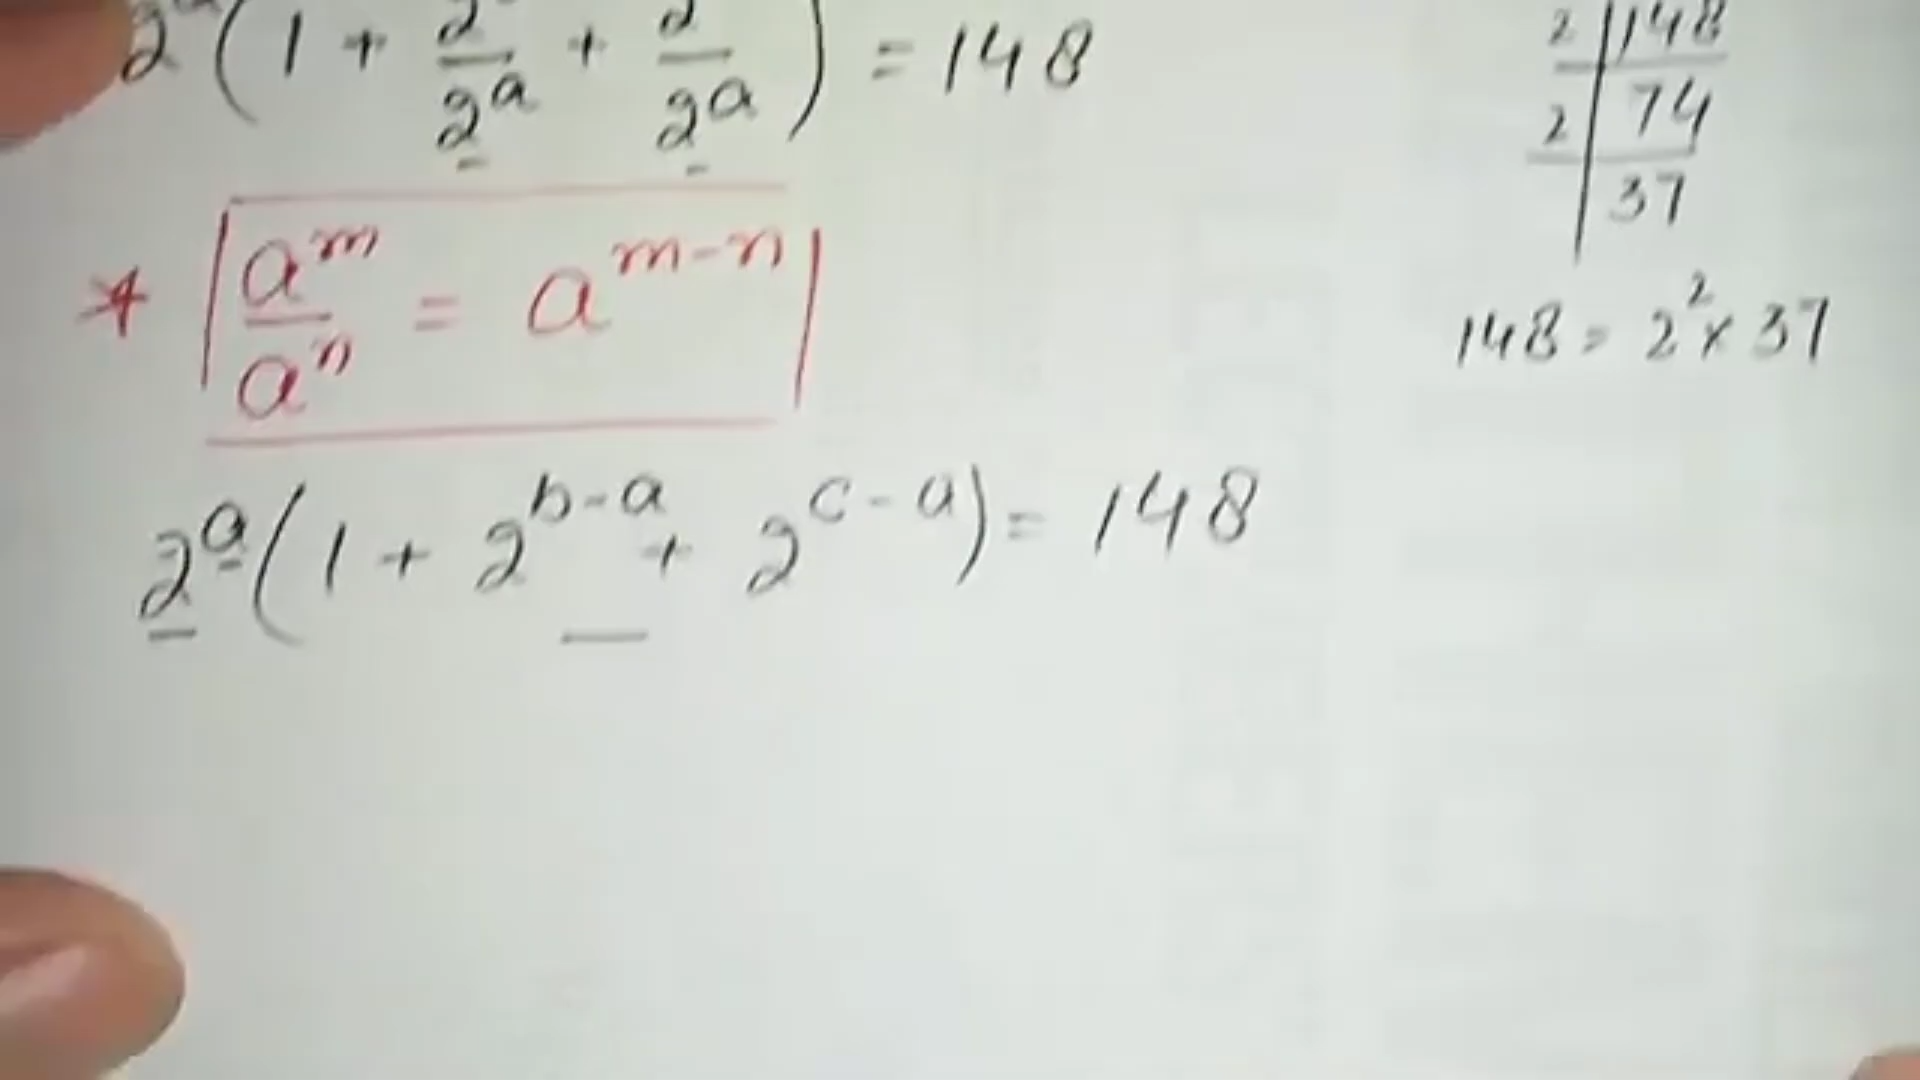 2^a (1 + 2/2^a + 2/2^a) = 148
* a^m/a^n = a^(m-n)
2^a (1 + 2^(b-a) + 2^(c-a)) = 148
2 | 148
2 | 74
37
148 = 2^2 x 37